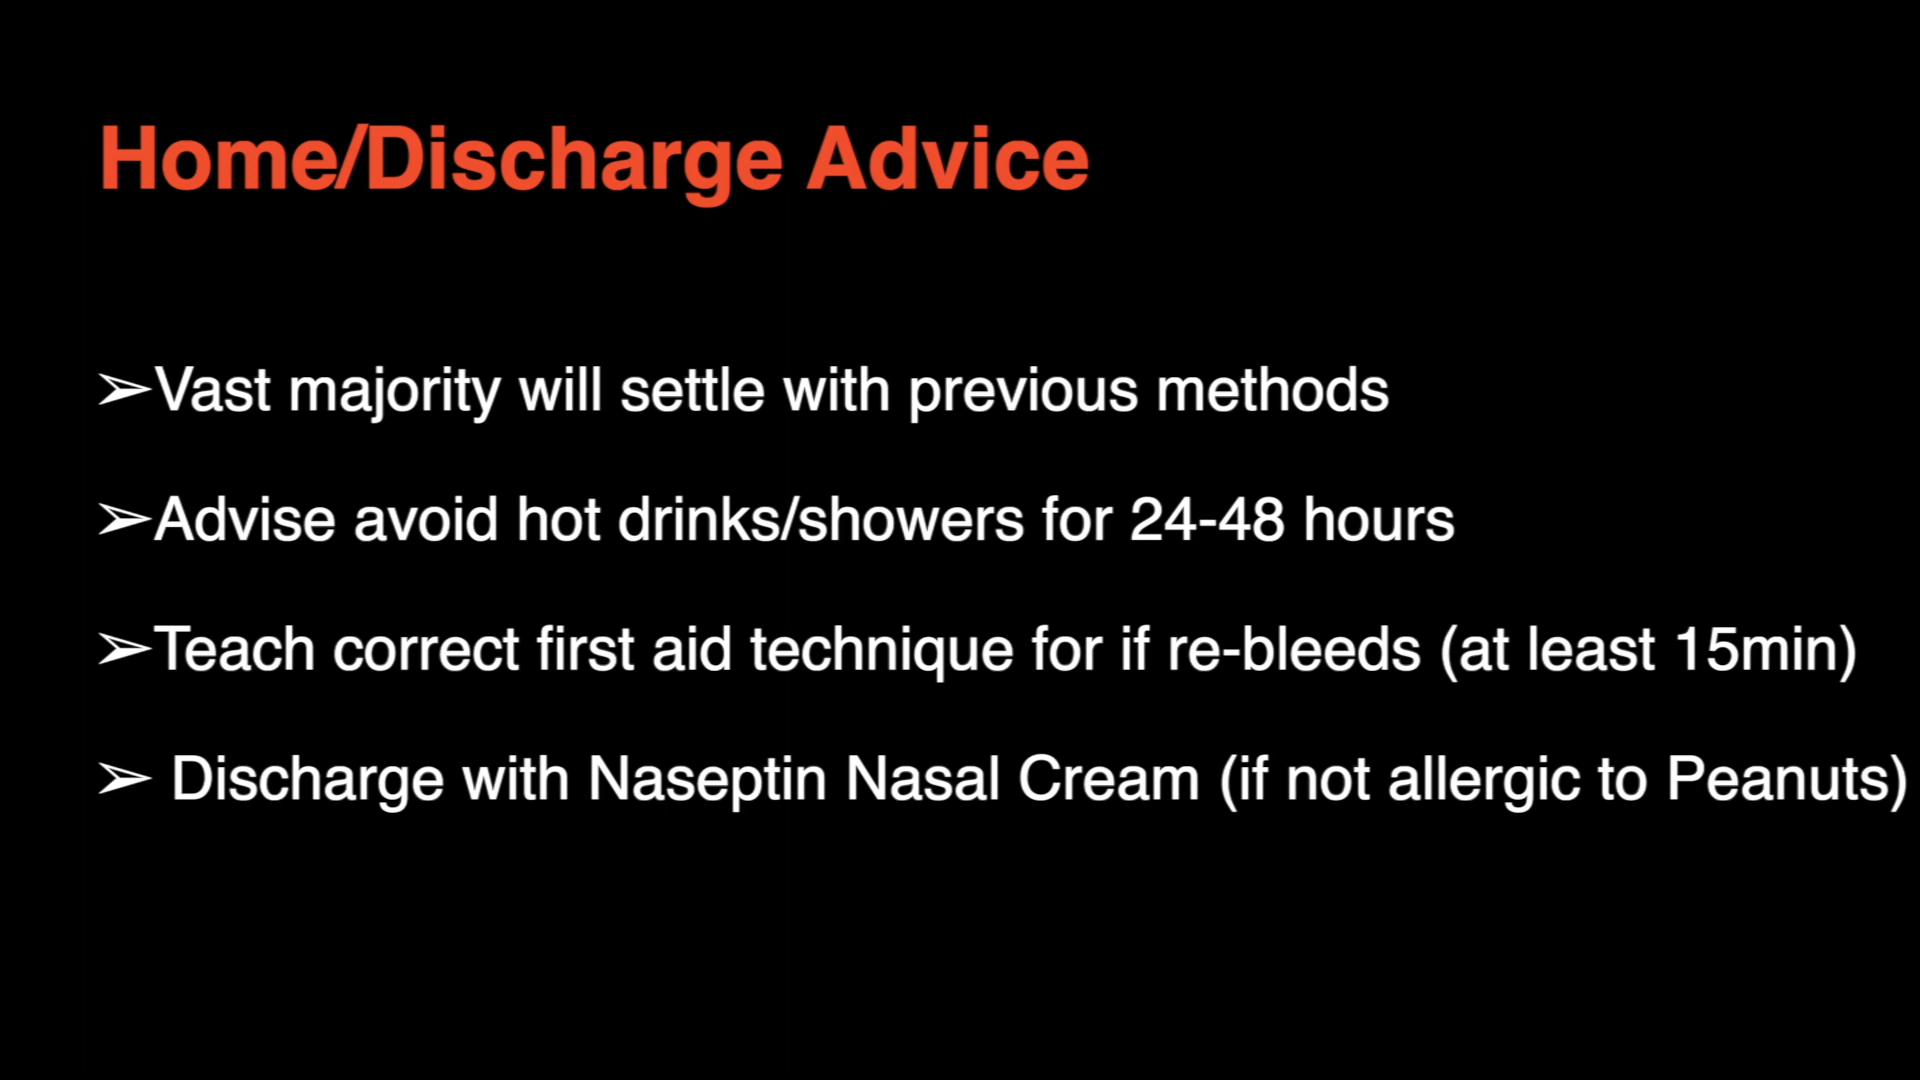 Home/Discharge Advice
➢Vast majority will settle with previous methods
➢Advise avoid hot drinks/showers for 24-48 hours
➢Teach correct first aid technique for if re-bleeds (at least 15min)
➢ Discharge with Naseptin Nasal Cream (if not allergic to Peanuts)